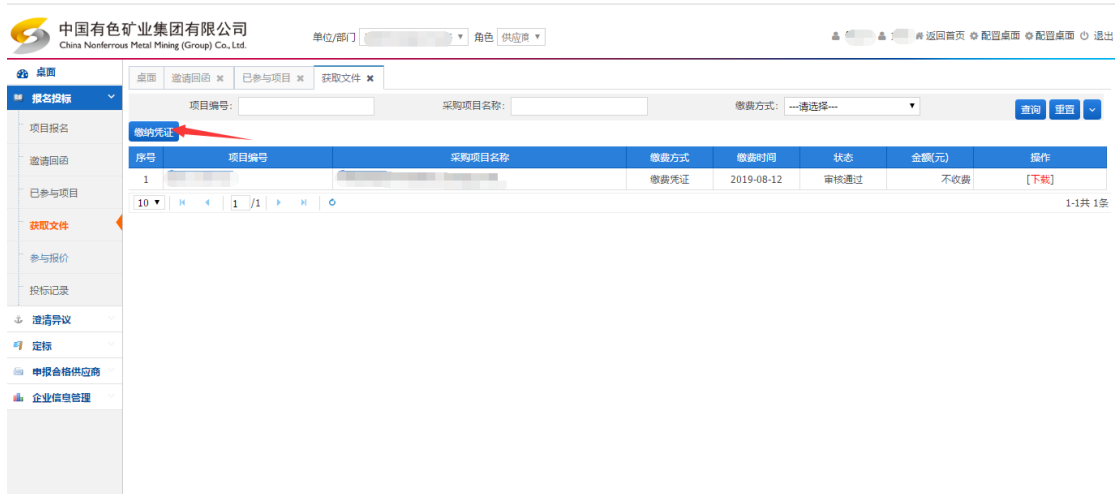 中国有色矿业集团有限公司
China Nonferrous Metal Mining (Group) Co., Ltd.
单位/部门 角色 供应商
返回首页 配置桌面 配置桌面 退出
桌面
报名投标
项目报名
邀请回函
已参与项目
获取文件
参与报价
投标记录
澄清异议
定标
申报合格供应商
企业信息管理
桌面 邀请回函 已参与项目 获取文件
项目编号: 采购项目名称: 缴费方式: ---请选择--- 查询 重置
缴纳凭证
序号 项目编号 采购项目名称 缴费方式 缴费时间 状态 金额(元) 操作
1 缴费凭证 2019-08-12 审核通过 不收费 [下载]
10 1 /1 1-1共 1条